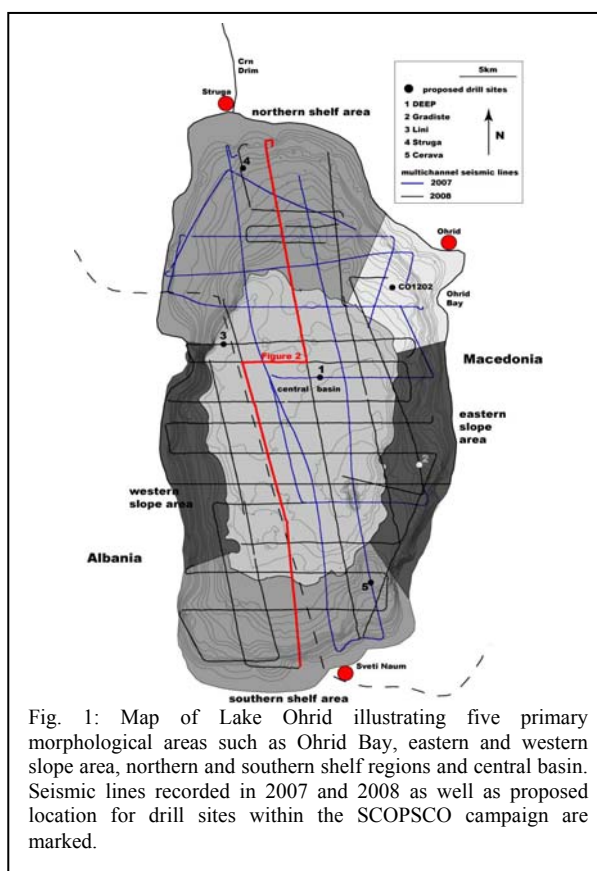 Crn
Drim
Struga
northern shelf area
5km
proposed drill sites
1 DEEP
2 Gradiste
3 Lini
4 Struga
5 Cerava
N
multichannel seismic lines
2007
2008
4
Ohrid
CO1202
Ohrid
Bay
3
Figure 2
1
central basin
Macedonia
eastern
slope
area
2
western
slope area
Albania
5
Sveti Naum
southern shelf area
Fig. 1: Map of Lake Ohrid illustrating five primary
morphological areas such as Ohrid Bay, eastern and western
slope area, northern and southern shelf regions and central basin.
Seismic lines recorded in 2007 and 2008 as well as proposed
location for drill sites within the SCOPSCO campaign are
marked.